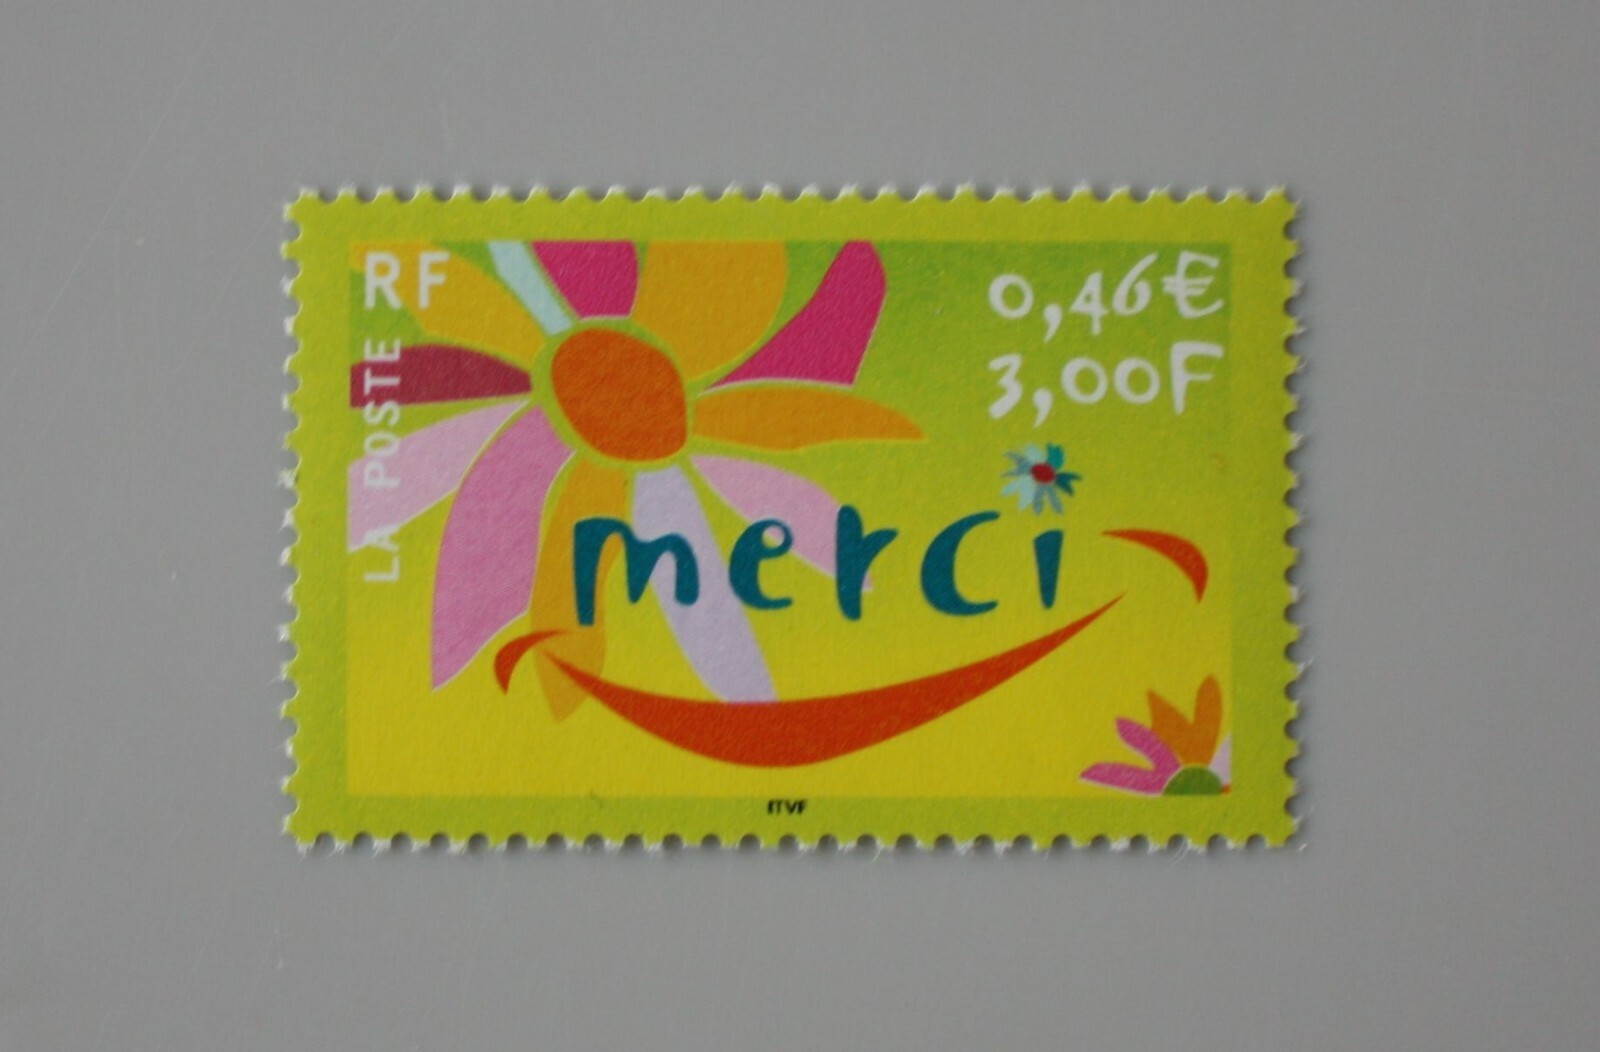 RF
LA POSTE
0,46€
3,00F
merci
ITVF